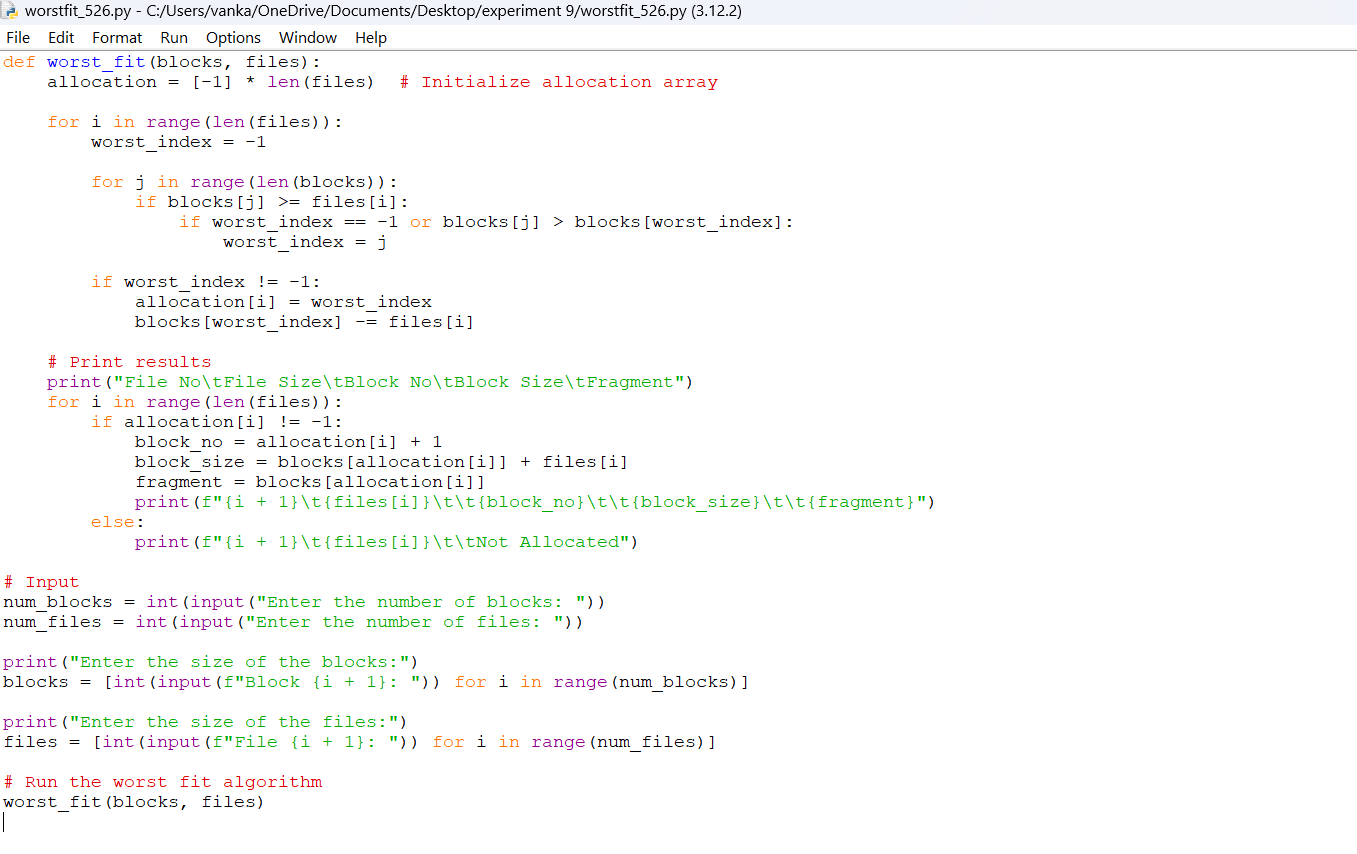 worstfit_526.py - C:/Users/vanka/OneDrive/Documents/Desktop/experiment 9/worstfit_526.py (3.12.2)
File Edit Format Run Options Window Help
def worst_fit(blocks, files):
    allocation = [-1] * len(files)  # Initialize allocation array

    for i in range(len(files)):
        worst_index = -1

        for j in range(len(blocks)):
            if blocks[j] >= files[i]:
                if worst_index == -1 or blocks[j] > blocks[worst_index]:
                    worst_index = j

        if worst_index != -1:
            allocation[i] = worst_index
            blocks[worst_index] -= files[i]

    # Print results
    print("File No\tFile Size\tBlock No\tBlock Size\tFragment")
    for i in range(len(files)):
        if allocation[i] != -1:
            block_no = allocation[i] + 1
            block_size = blocks[allocation[i]] + files[i]
            fragment = blocks[allocation[i]]
            print(f"{i + 1}\t{files[i]}\t\t{block_no}\t\t{block_size}\t\t{fragment}")
        else:
            print(f"{i + 1}\t{files[i]}\t\tNot Allocated")

# Input
num_blocks = int(input("Enter the number of blocks: "))
num_files = int(input("Enter the number of files: "))

print("Enter the size of the blocks:")
blocks = [int(input(f"Block {i + 1}: ")) for i in range(num_blocks)]

print("Enter the size of the files:")
files = [int(input(f"File {i + 1}: ")) for i in range(num_files)]

# Run the worst fit algorithm
worst_fit(blocks, files)